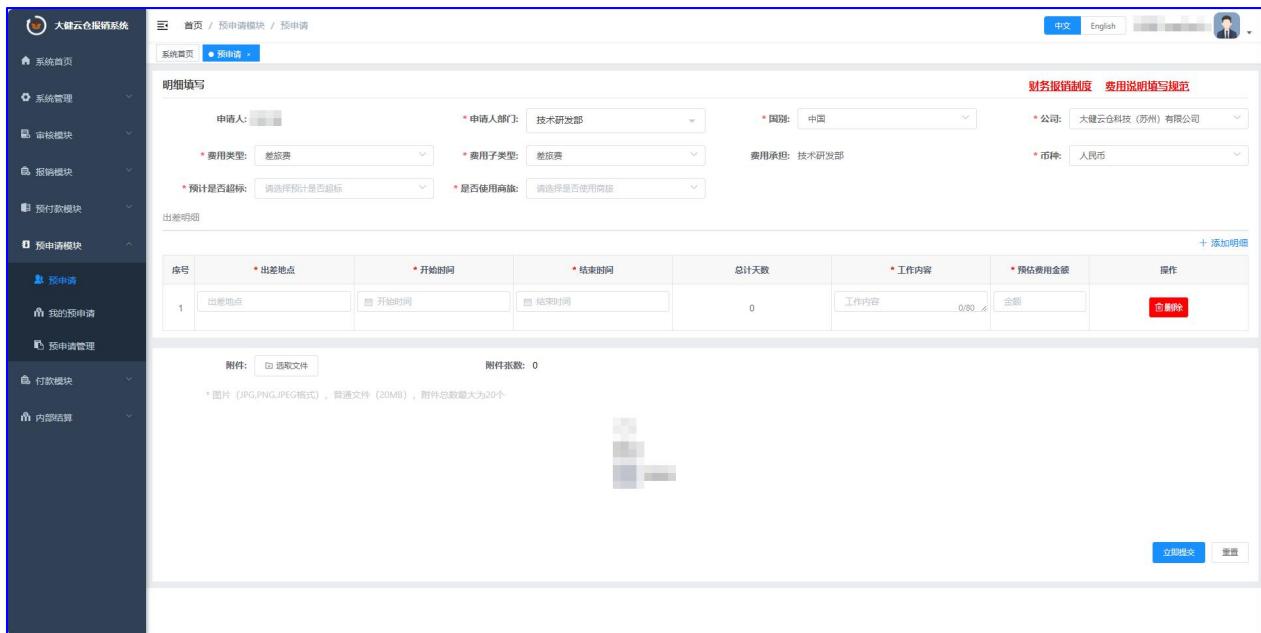 大健云仓报销系统
首页 / 预申请模块 / 预申请
中文 English
系统首页 预申请 ×
系统首页
系统管理
审核模块
报销模块
预付款模块
预申请模块
预申请
我的预申请
预申请管理
付款模块
内部结算
明细填写
财务报销制度 费用说明填写规范
申请人: * 申请人部门: 技术研发部 * 国别: 中国 * 公司: 大健云仓科技（苏州）有限公司
* 费用类型: 差旅费 * 费用子类型: 差旅费 费用承担: 技术研发部 * 币种: 人民币
* 预计是否超标: 请选择预计是否超标 * 是否使用商旅: 请选择是否使用商旅
出差明细
+ 添加明细
序号 * 出差地点 * 开始时间 * 结束时间 总计天数 * 工作内容 * 预估费用金额 操作
1 出差地点 开始时间 结束时间 0 工作内容 0/80 金额 删除
附件: 选取文件 附件张数: 0
* 图片（JPG,PNG,JPEG格式），普通文件（20MB），附件总数最大为20个
立即提交 重置